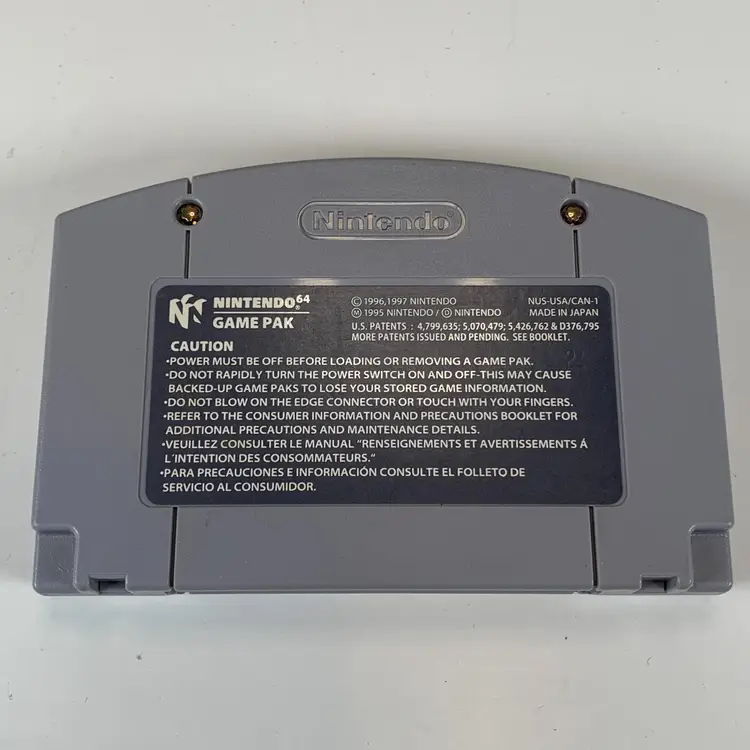 Nintendo
NINTENDO 64
GAME PAK
© 1996,1997 NINTENDO
Ⓜ 1995 NINTENDO / Ⓓ NINTENDO
NUS-USA/CAN-1
MADE IN JAPAN
U.S. PATENTS : 4,799,635; 5,070,479; 5,426,762 & D376,795
MORE PATENTS ISSUED AND PENDING. SEE BOOKLET.
CAUTION
•POWER MUST BE OFF BEFORE LOADING OR REMOVING A GAME PAK.
•DO NOT RAPIDLY TURN THE POWER SWITCH ON AND OFF-THIS MAY CAUSE
BACKED-UP GAME PAKS TO LOSE YOUR STORED GAME INFORMATION.
•DO NOT BLOW ON THE EDGE CONNECTOR OR TOUCH WITH YOUR FINGERS.
•REFER TO THE CONSUMER INFORMATION AND PRECAUTIONS BOOKLET FOR
ADDITIONAL PRECAUTIONS AND MAINTENANCE DETAILS.
•VEUILLEZ CONSULTER LE MANUAL "RENSEIGNEMENTS ET AVERTISSEMENTS Á
L'INTENTION DES CONSOMMATEURS."
•PARA PRECAUCIONES E INFORMACIÓN CONSULTE EL FOLLETO DE
SERVICIO AL CONSUMIDOR.